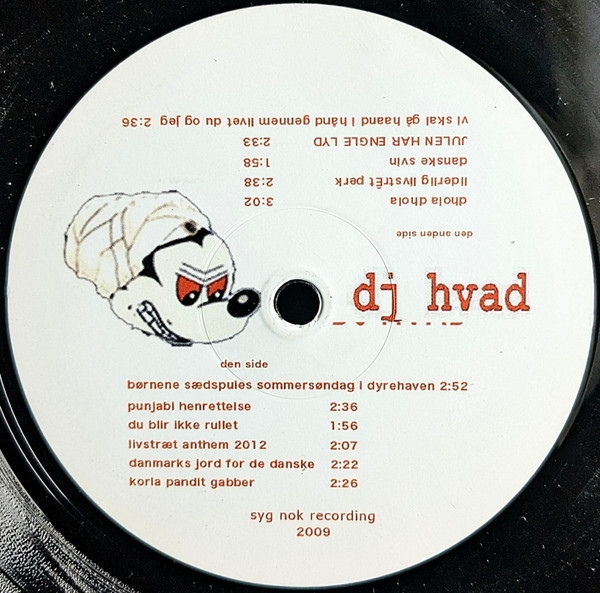 den anden side
dhola dhola 3:02
liderlig livstrÊt perk 2:38
danske svin 1:58
JULEN HAR ENGLE LYD 2:33
vi skal gå haand i hånd gennem livet du og jeg 2:36
dj hvad
den side
børnene sædspules sommersøndag i dyrehaven 2:52
punjabi henrettelse 2:36
du blir ikke rullet 1:56
livstræt anthem 2012 2:07
danmarks jord for de danske 2:22
korla pandit gabber 2:26
syg nok recording
2009